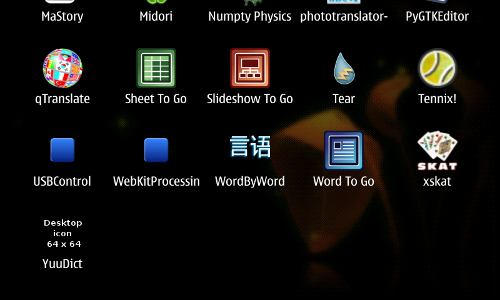 MaStory
Midori
Numpty Physics
phototranslator-
PyGTKEditor
qTranslate
Sheet To Go
Slideshow To Go
Tear
Tennix!
言语
SKAT
USBControl
WebKitProcessin
WordByWord
Word To Go
xskat
Desktop
icon
64 x 64
YuuDict